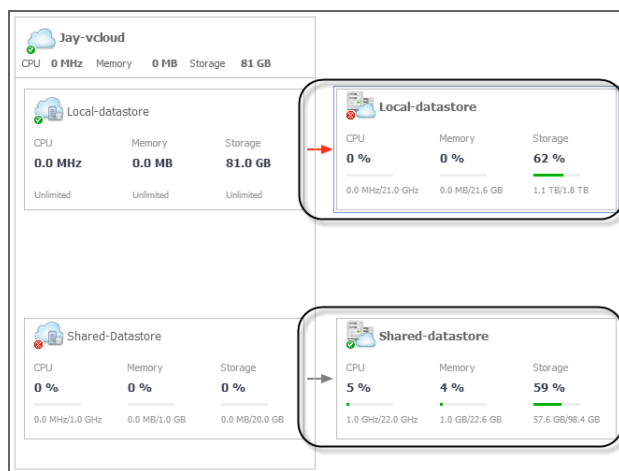 Jay-vcloud
CPU 0 MHz Memory 0 MB Storage 81 GB
Local-datastore
CPU Memory Storage
0.0 MHz 0.0 MB 81.0 GB
Unlimited Unlimited Unlimited
Local-datastore
CPU Memory Storage
0 % 0 % 62 %
0.0 MHz/21.0 GHz 0.0 MB/21.6 GB 1.1 TB/1.8 TB
Shared-Datastore
CPU Memory Storage
0 % 0 % 0 %
0.0 MHz/1.0 GHz 0.0 MB/1.0 GB 0.0 MB/20.0 GB
Shared-datastore
CPU Memory Storage
5 % 4 % 59 %
1.0 GHz/22.0 GHz 1.0 GB/22.6 GB 57.6 GB/98.4 GB